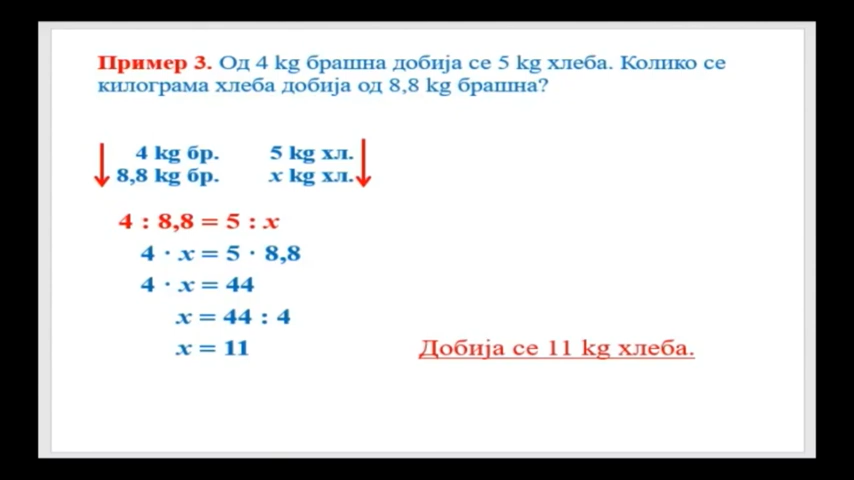 Пример 3. Од 4 kg брашна добија се 5 kg хлеба. Колико се
килограма хлеба добија од 8,8 kg брашна?
4 kg бр. 5 kg хл.
8,8 kg бр. x kg хл.
4 : 8,8 = 5 : x
4 · x = 5 · 8,8
4 · x = 44
x = 44 : 4
x = 11
Добија се 11 kg хлеба.